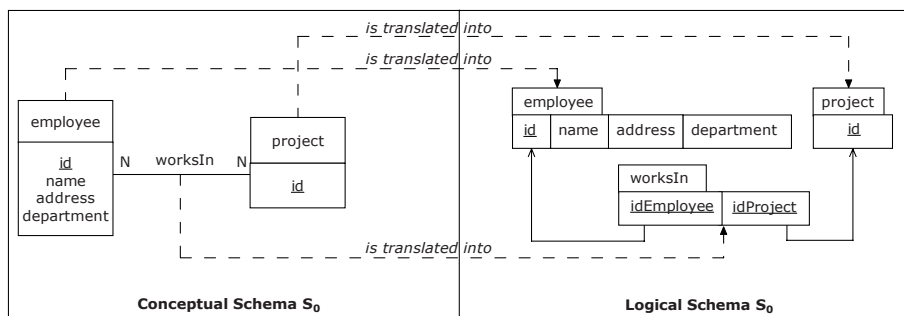 is translated into
is translated into
employee
id
name
address
department
N
worksIn
N
project
id
employee
id name address department
project
id
worksIn
idEmployee idProject
is translated into
Conceptual Schema S₀
Logical Schema S₀